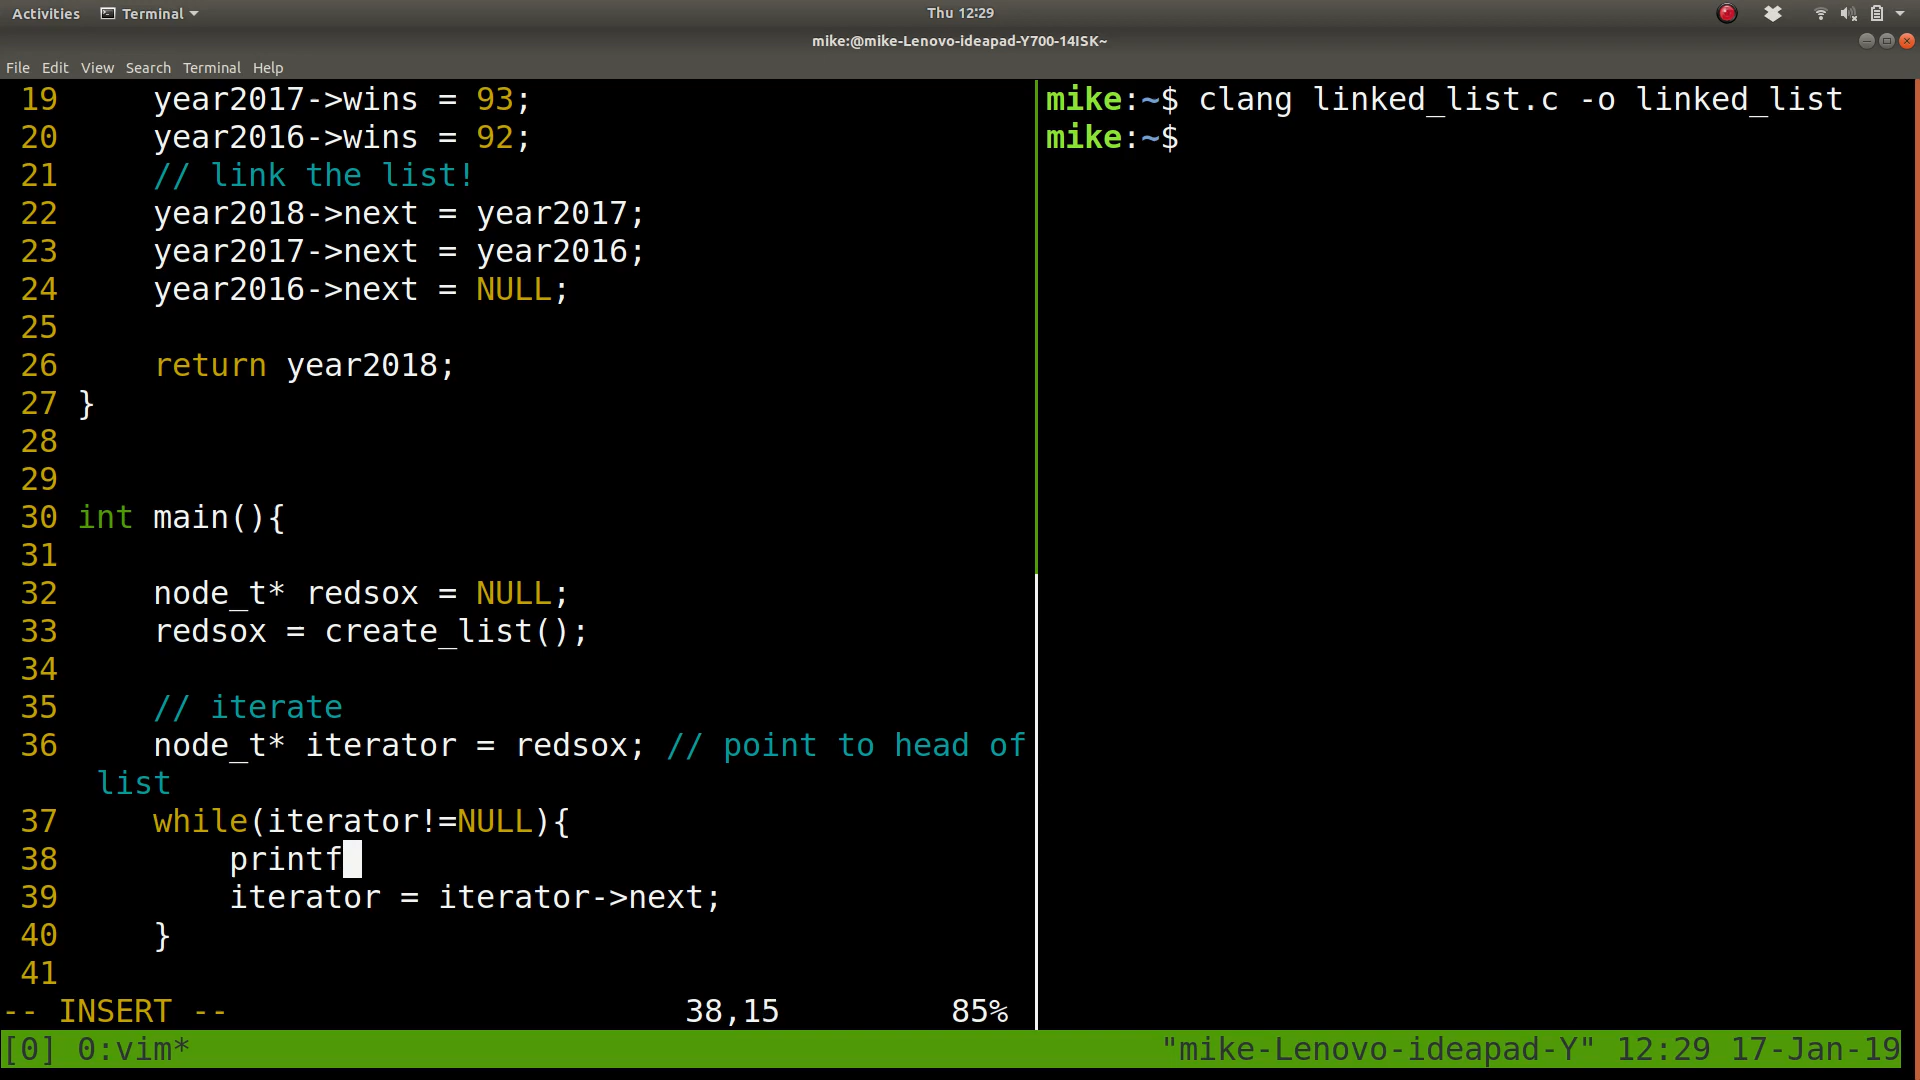 Activities Terminal Thu 12:29
mike:@mike-Lenovo-ideapad-Y700-14ISK~
File Edit View Search Terminal Help
19     year2017->wins = 93;
20     year2016->wins = 92;
21     // link the list!
22     year2018->next = year2017;
23     year2017->next = year2016;
24     year2016->next = NULL;
25
26     return year2018;
27 }
28
29
30 int main(){
31
32     node_t* redsox = NULL;
33     redsox = create_list();
34
35     // iterate
36     node_t* iterator = redsox; // point to head of
list
37     while(iterator!=NULL){
38         printf
39         iterator = iterator->next;
40     }
41
-- INSERT -- 38,15 85%
mike:~$ clang linked_list.c -o linked_list
mike:~$
[0] 0:vim* "mike-Lenovo-ideapad-Y" 12:29 17-Jan-19